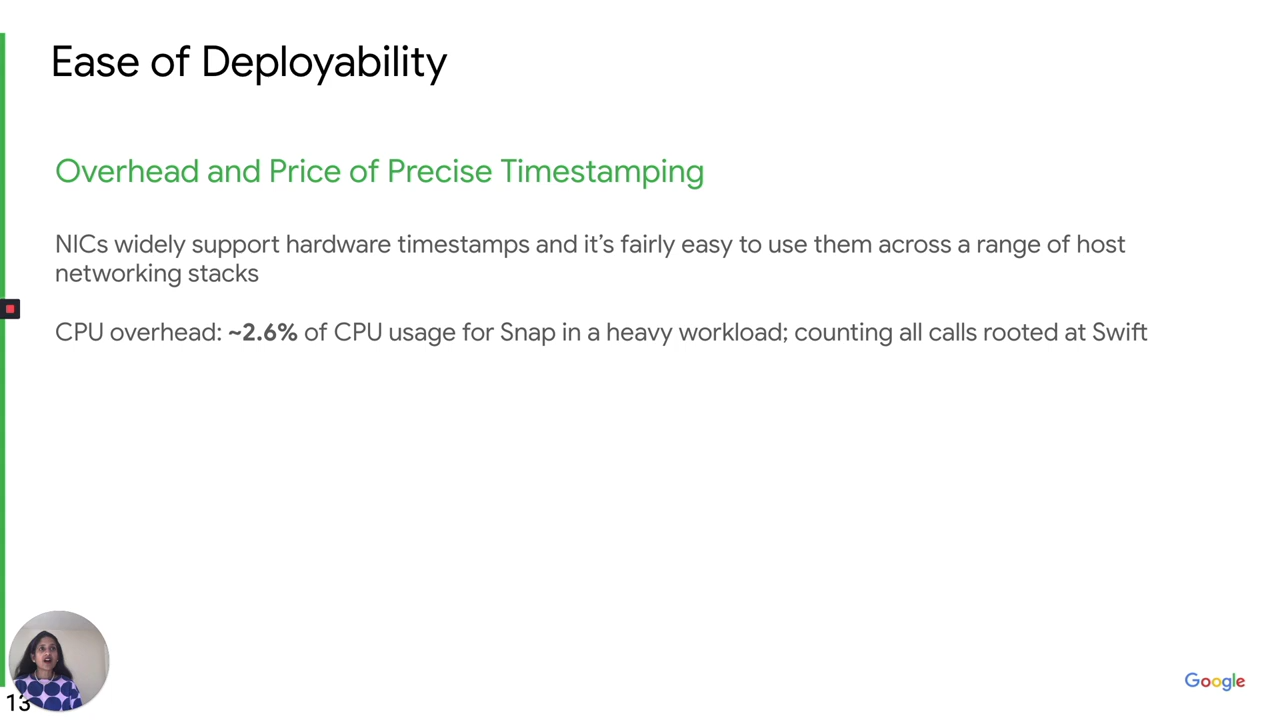 Ease of Deployability
Overhead and Price of Precise Timestamping
NICs widely support hardware timestamps and it’s fairly easy to use them across a range of host
networking stacks
CPU overhead: ~2.6% of CPU usage for Snap in a heavy workload; counting all calls rooted at Swift
Google
13